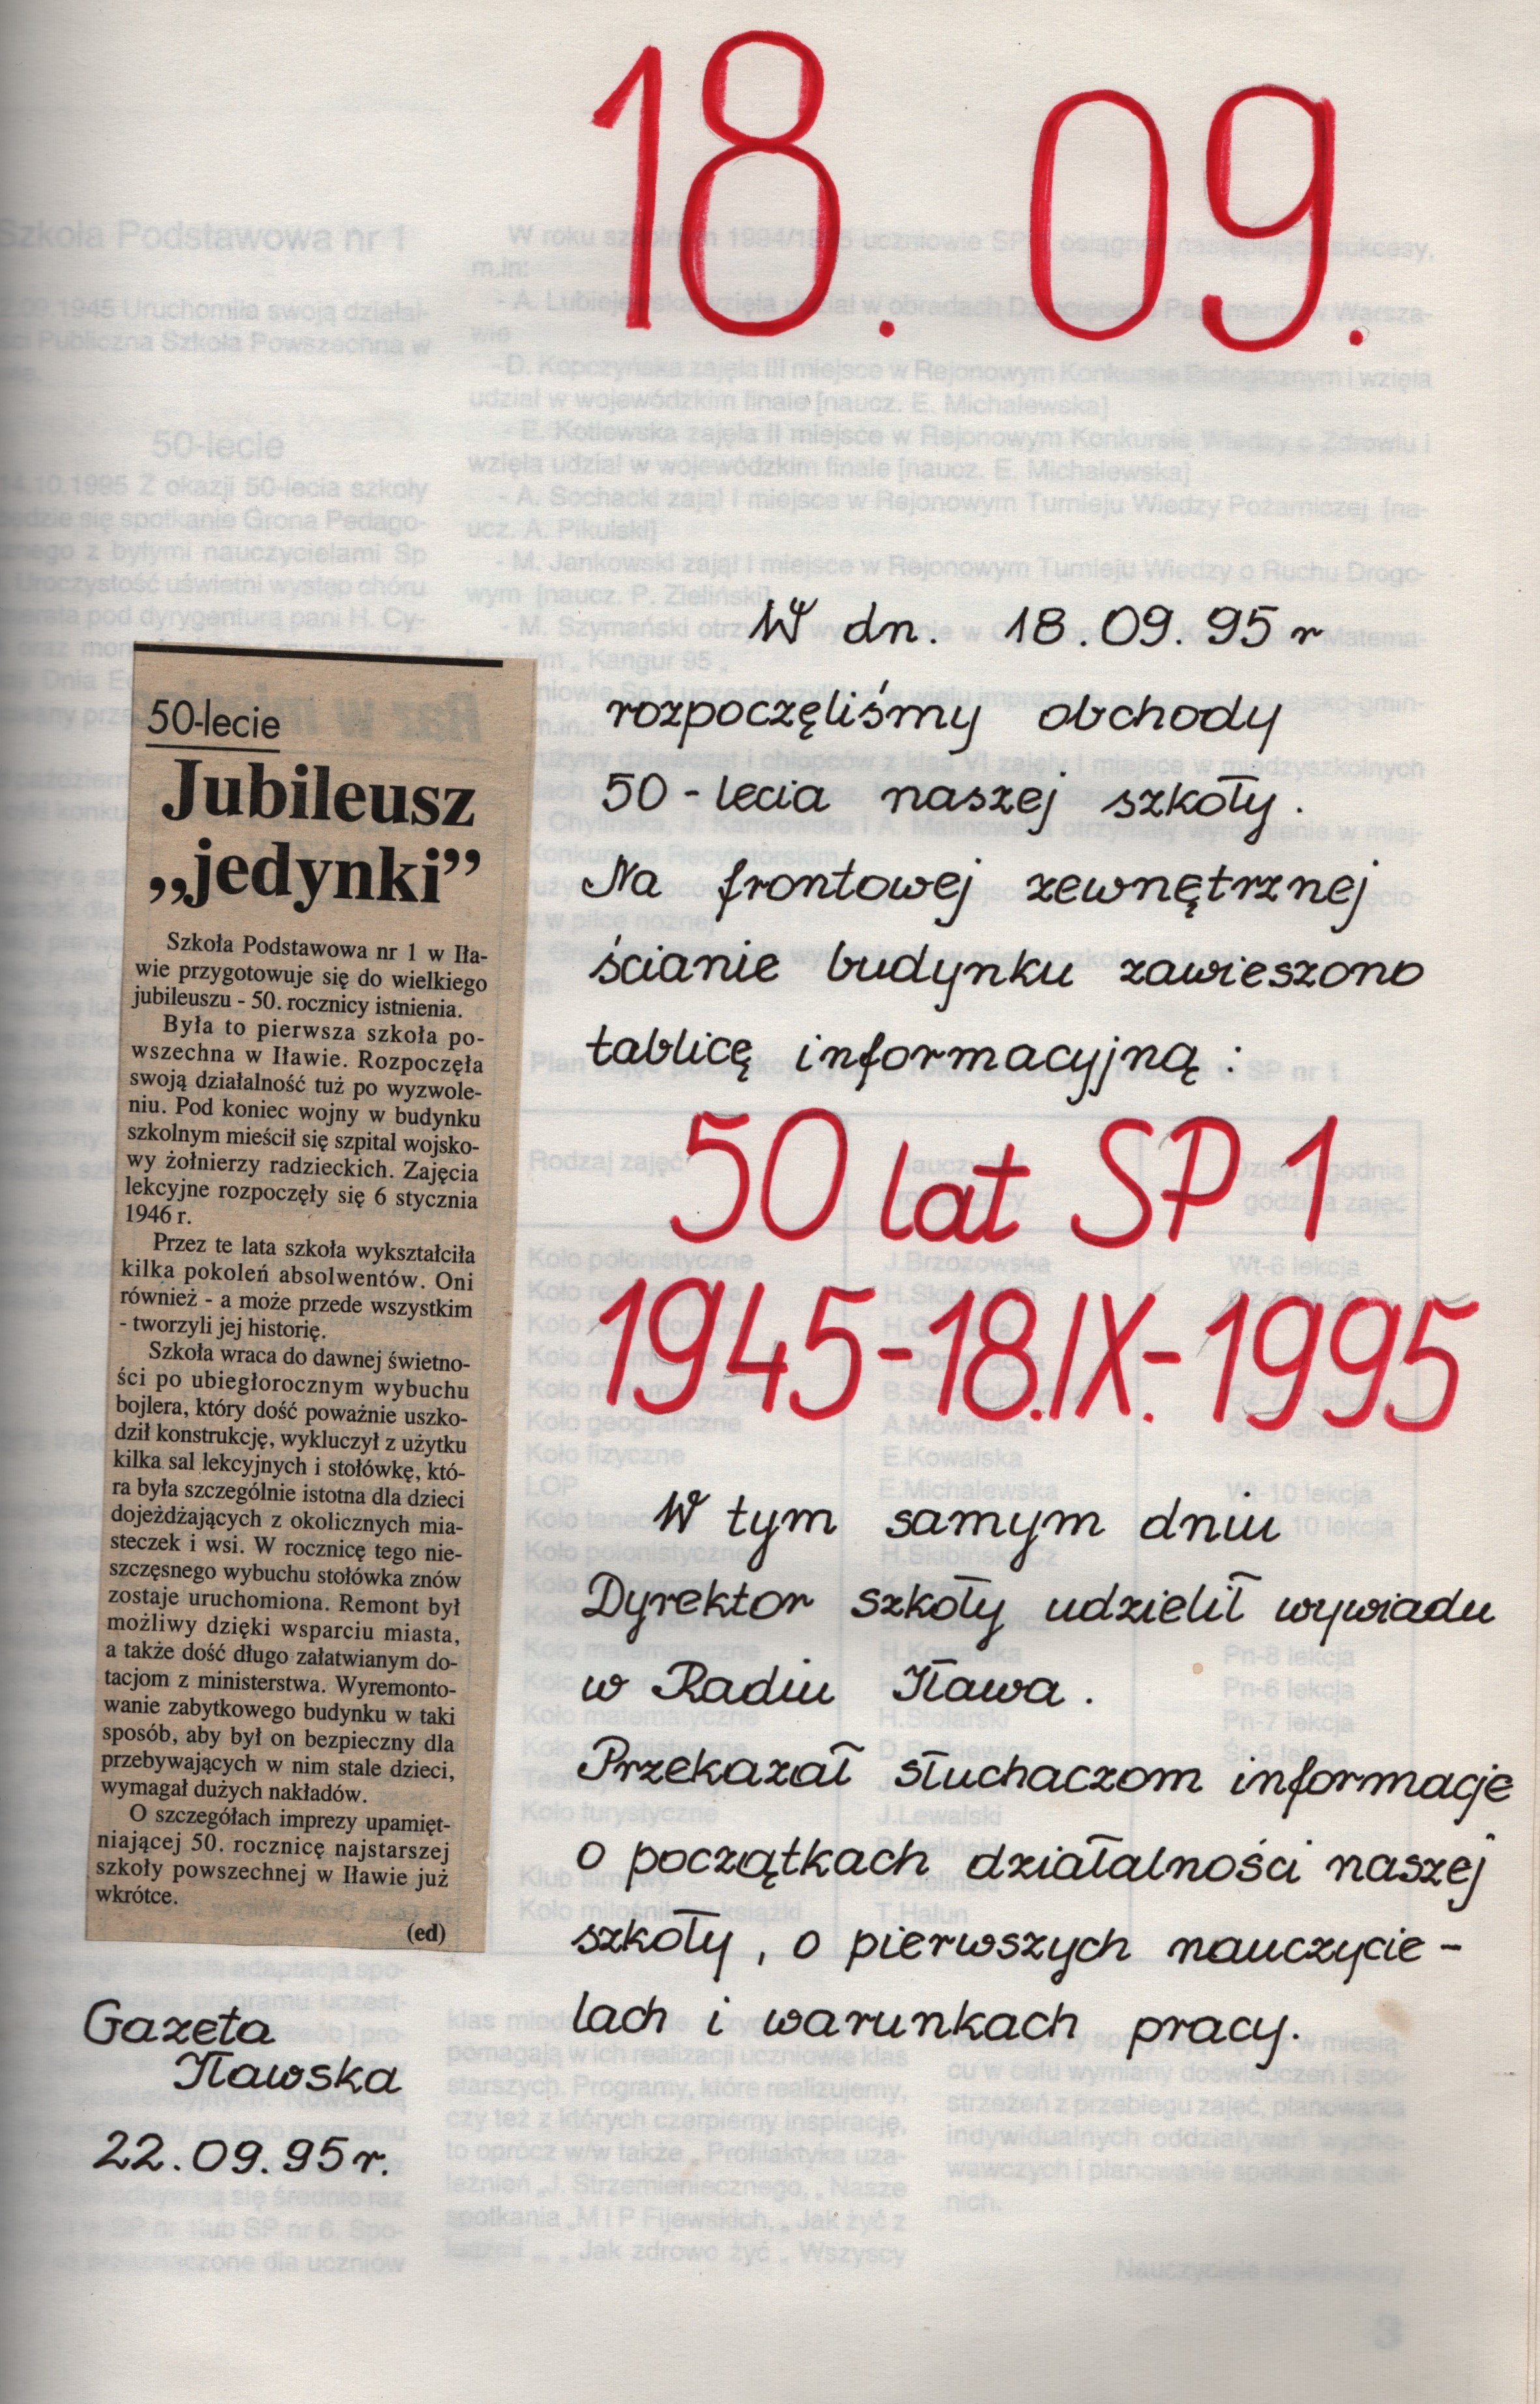 18. 09.
50-lecie
Jubileusz
„jedynki”
Szkoła Podstawowa nr 1 w Iła-
wie przygotowuje się do wielkiego
jubileuszu - 50. rocznicy istnienia.
Była to pierwsza szkoła po-
wszechna w Iławie. Rozpoczęła
swoją działalność tuż po wyzwole-
niu. Pod koniec wojny w budynku
szkolnym mieścił się szpital wojsko-
wy żołnierzy radzieckich. Zajęcia
lekcyjne rozpoczęły się 6 stycznia
1946 r.
Przez te lata szkoła wykształciła
kilka pokoleń absolwentów. Oni
również - a może przede wszystkim
- tworzyli jej historię.
Szkoła wraca do dawnej świetno-
ści po ubiegłorocznym wybuchu
bojlera, który dość poważnie uszko-
dził konstrukcję, wykluczył z użytku
kilka sal lekcyjnych i stołówkę, któ-
ra była szczególnie istotna dla dzieci
dojeżdżających z okolicznych mia-
steczek i wsi. W rocznicę tego nie-
szczęsnego wybuchu stołówka znów
zostaje uruchomiona. Remont był
możliwy dzięki wsparciu miasta,
a także dość długo załatwianym do-
tacjom z ministerstwa. Wyremonto-
wanie zabytkowego budynku w taki
sposób, aby był on bezpieczny dla
przebywających w nim stale dzieci,
wymagał dużych nakładów.
O szczegółach imprezy upamięt-
niającej 50. rocznicę najstarszej
szkoły powszechnej w Iławie już
wkrótce.
(ed)
Gazeta
Iławska
22.09.95r.
W dn. 18.09.95 r
rozpoczęliśmy obchody
50-lecia naszej szkoły.
Na frontowej zewnętrznej
ścianie budynku zawieszono
tablicę informacyjną:
50 lat SP 1
1945-18.IX.-1995
W tym samym dniu
Dyrektor szkoły udzielił wywiadu
w Radiu Iława.
Przekazał słuchaczom informacje
o początkach działalności naszej
szkoły, o pierwszych nauczycie-
lach i warunkach pracy.